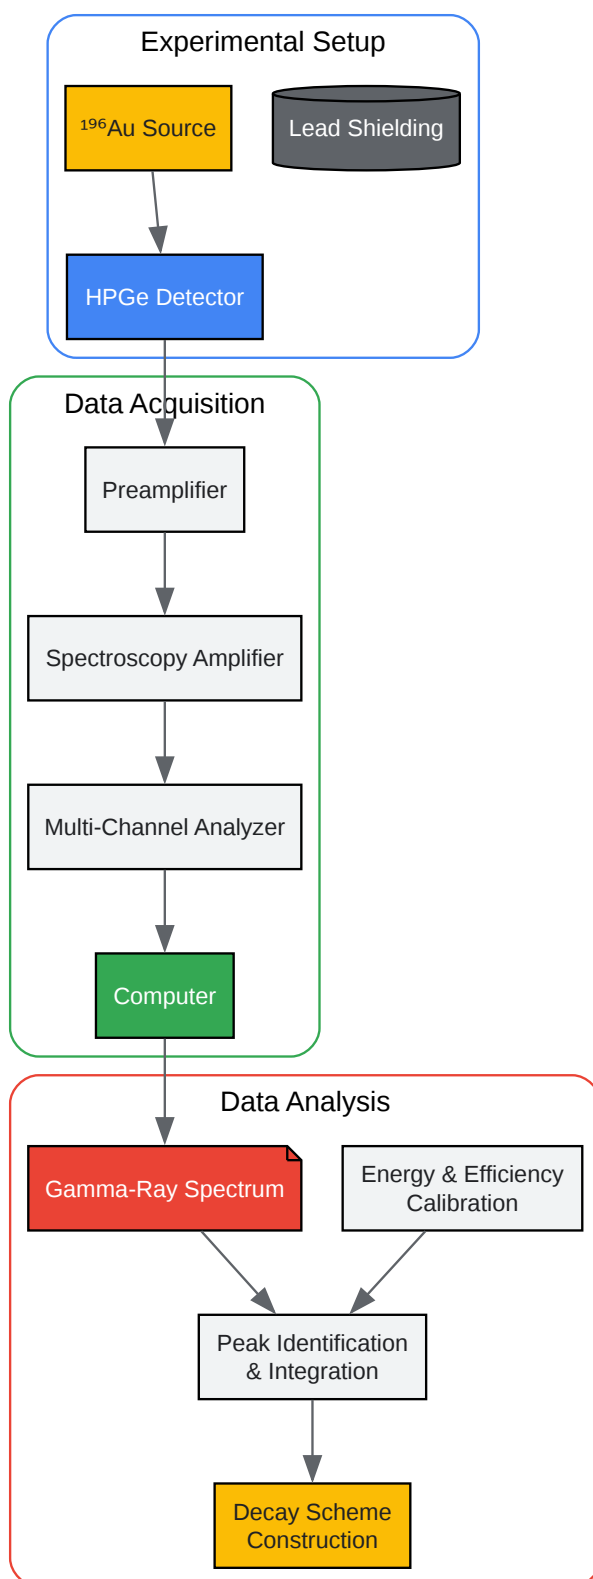 Experimental Setup
¹⁹⁶Au Source
Lead Shielding
HPGe Detector
Data Acquisition
Preamplifier
Spectroscopy Amplifier
Multi-Channel Analyzer
Computer
Data Analysis
Gamma-Ray Spectrum
Energy & Efficiency
Calibration
Peak Identification
& Integration
Decay Scheme
Construction